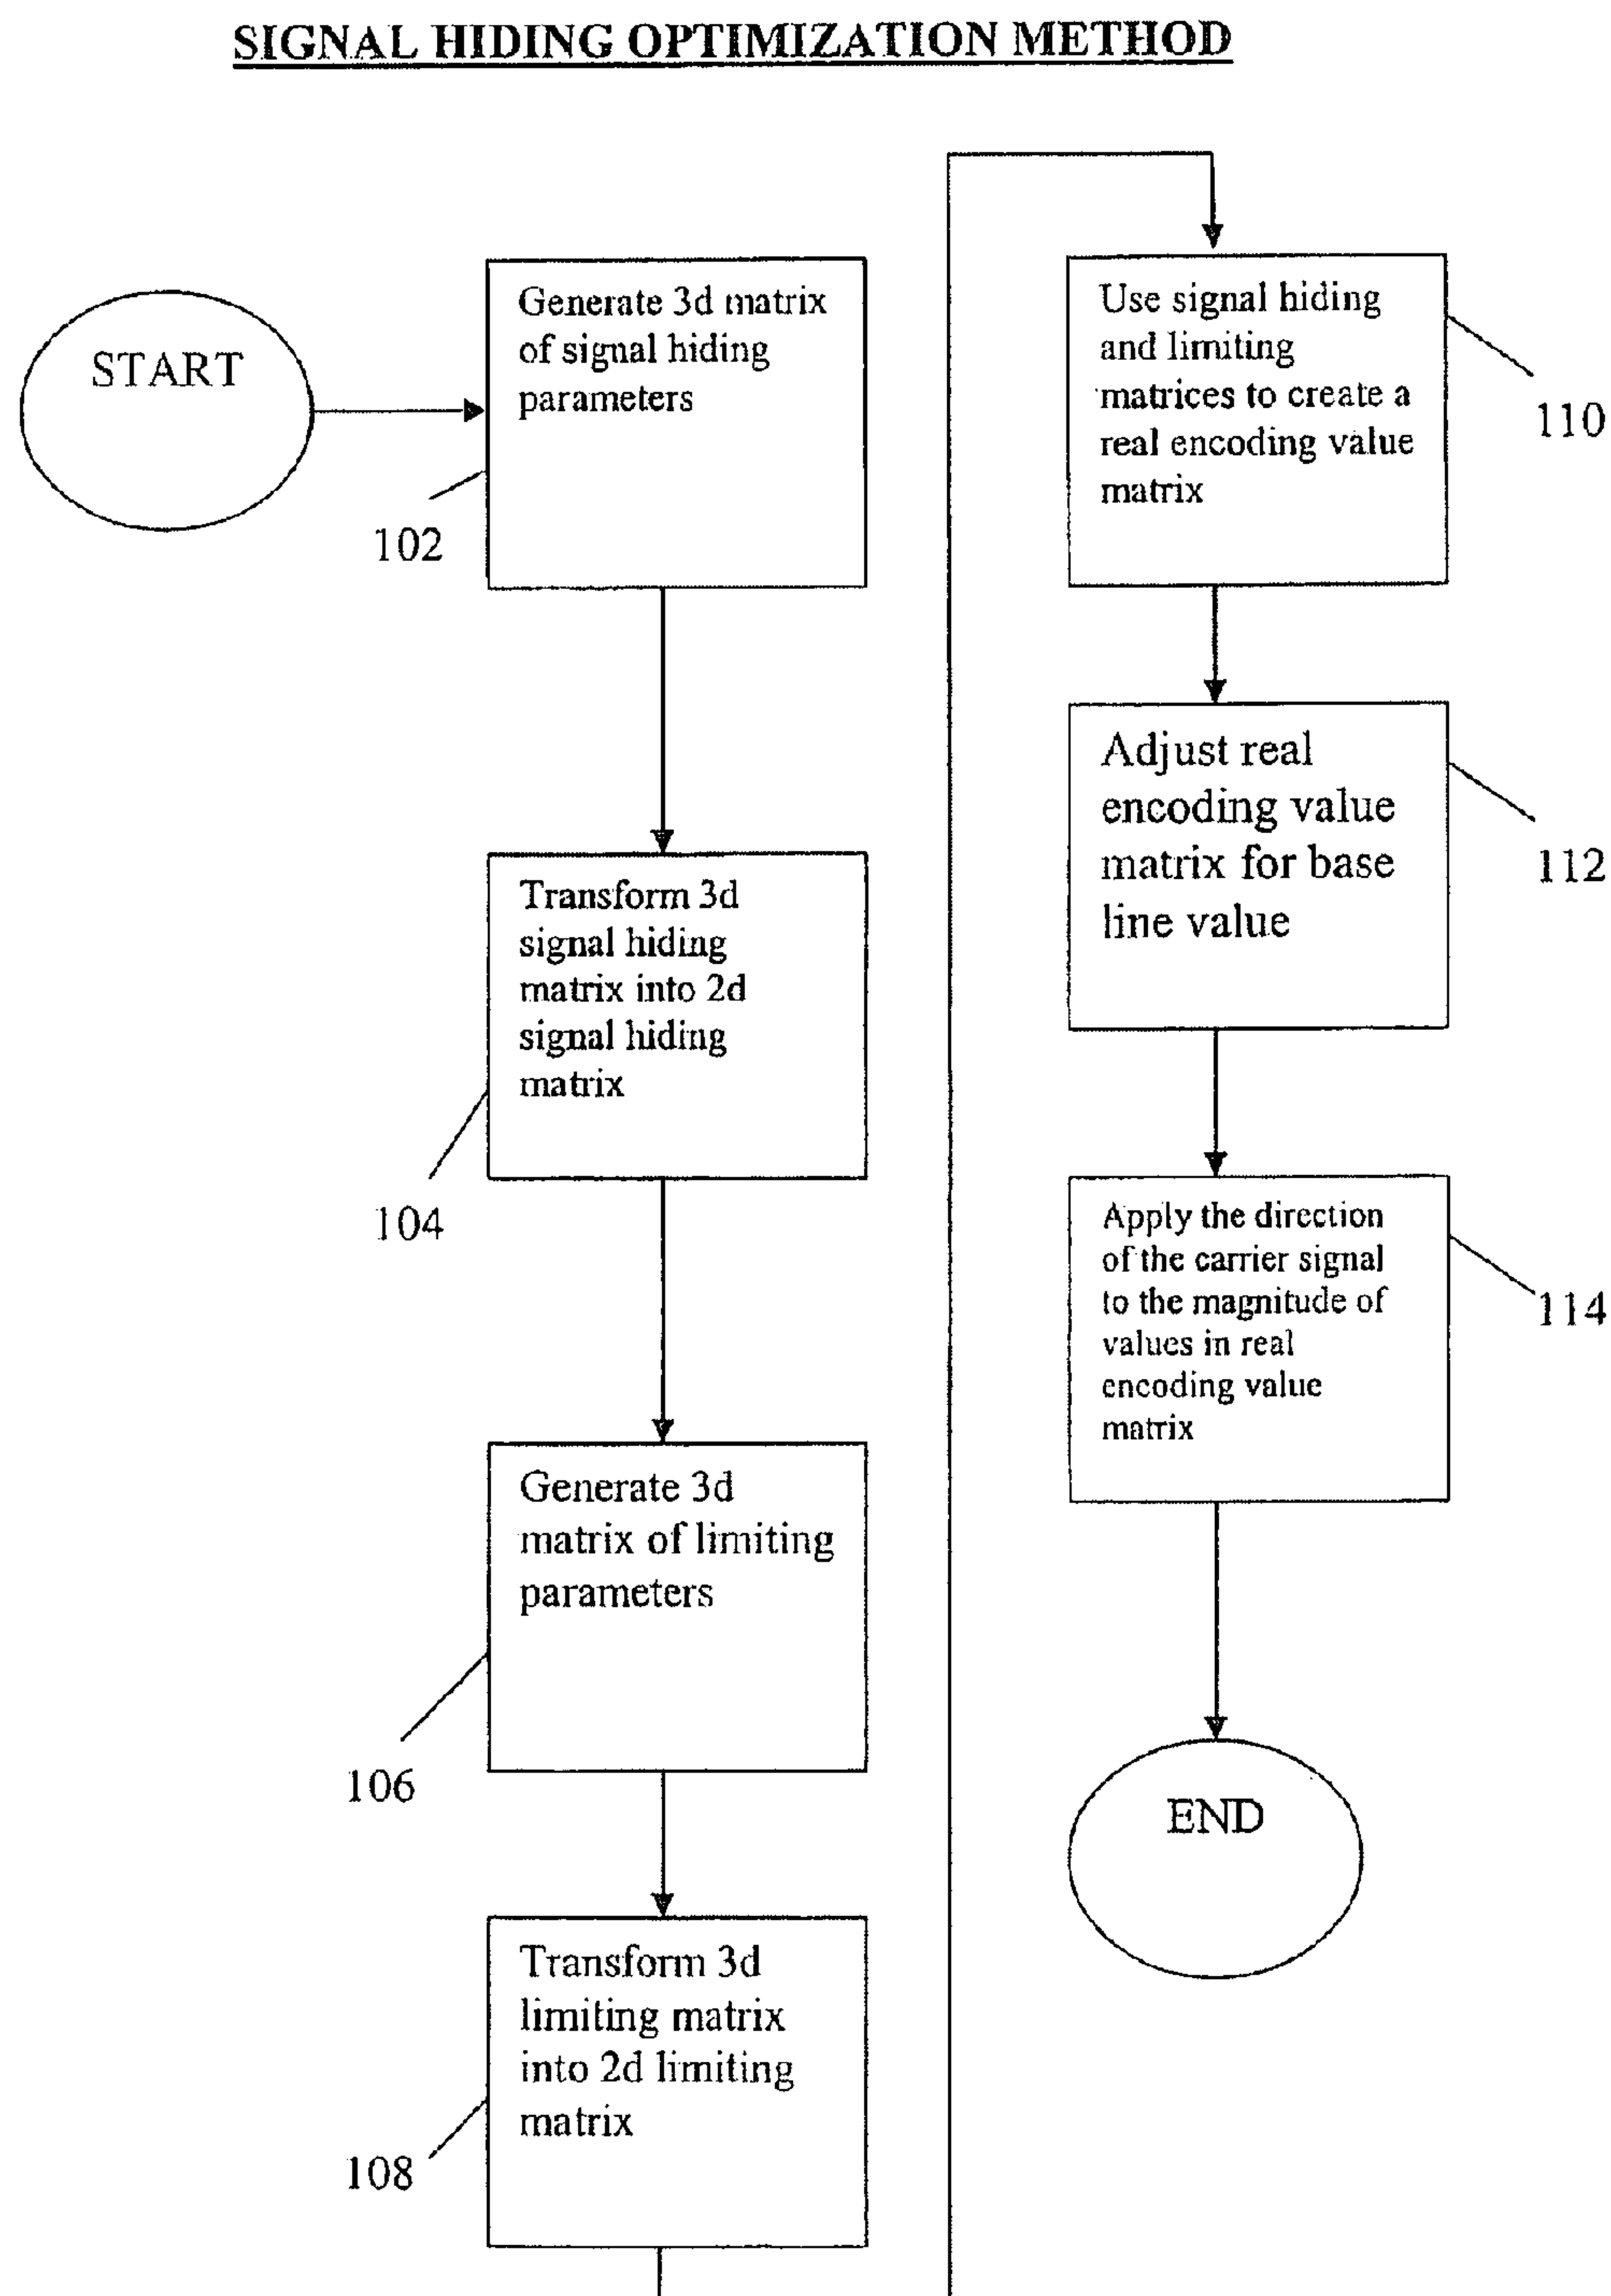 SIGNAL HIDING OPTIMIZATION METHOD
START
Generate 3d matrix
of signal hiding
parameters
102
Transform 3d
signal hiding
matrix into 2d
signal hiding
matrix
104
Generate 3d
matrix of limiting
parameters
106
Transform 3d
limiting matrix
into 2d limiting
matrix
108
Use signal hiding
and limiting
matrices to create a
real encoding value
matrix
110
Adjust real
encoding value
matrix for base
line value
112
Apply the direction
of the carrier signal
to the magnitude of
values in real
encoding value
matrix
114
END